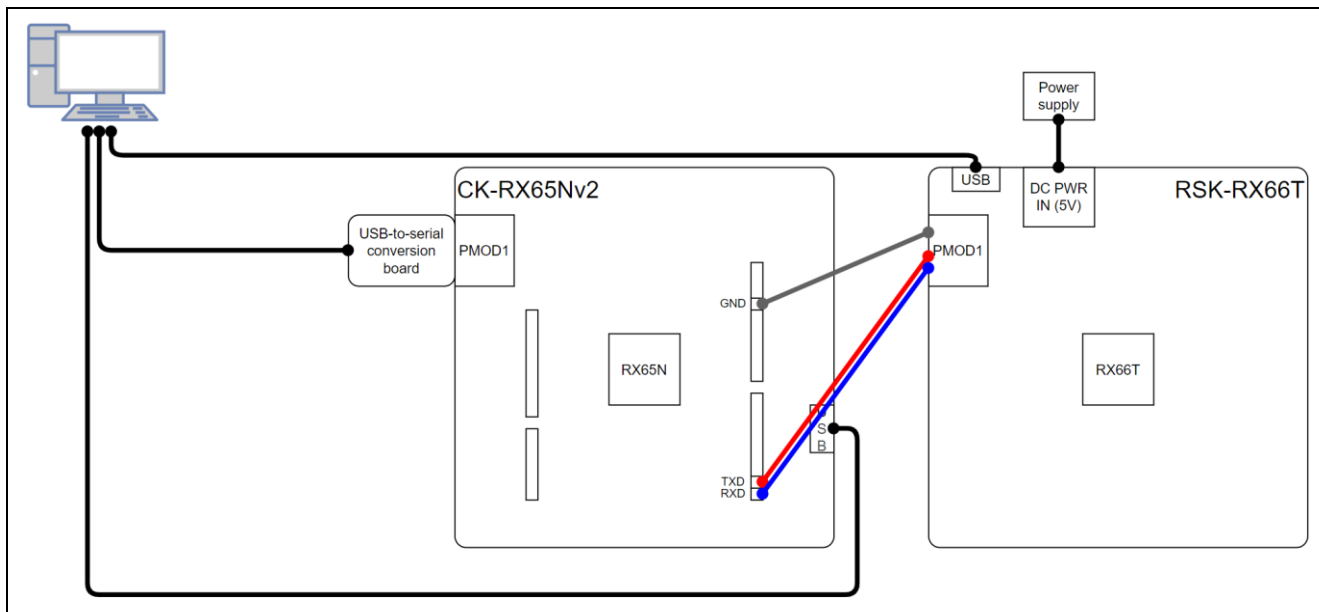 Power
supply
CK-RX65Nv2
USB
DC PWR
IN (5V)
RSK-RX66T
USB-to-serial
conversion
board
PMOD1
PMOD1
GND
RX65N
RX66T
U
S
B
TXD
RXD